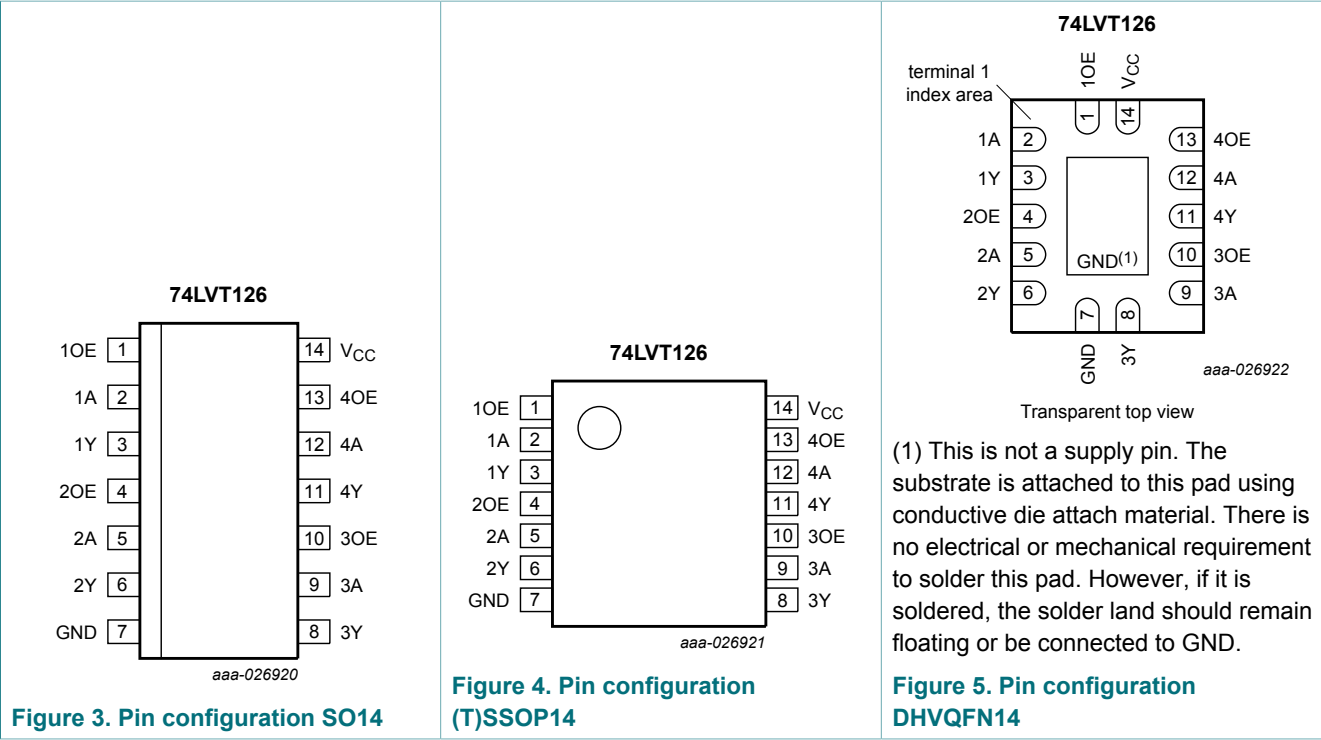 74LVT126
1OE 1 14 VCC
1A 2 13 4OE
1Y 3 12 4A
2OE 4 11 4Y
2A 5 10 3OE
2Y 6 9 3A
GND 7 8 3Y
aaa-026920
Figure 3. Pin configuration SO14
74LVT126
1OE 1 14 VCC
1A 2 13 4OE
1Y 3 12 4A
2OE 4 11 4Y
2A 5 10 3OE
2Y 6 9 3A
GND 7 8 3Y
aaa-026921
Figure 4. Pin configuration
(T)SSOP14
74LVT126
terminal 1
index area
1OE VCC
1 14
1A 2 13 4OE
1Y 3 12 4A
2OE 4 11 4Y
2A 5 GND(1) 10 3OE
2Y 6 9 3A
7 8
GND 3Y
aaa-026922
Transparent top view
(1) This is not a supply pin. The
substrate is attached to this pad using
conductive die attach material. There is
no electrical or mechanical requirement
to solder this pad. However, if it is
soldered, the solder land should remain
floating or be connected to GND.
Figure 5. Pin configuration
DHVQFN14